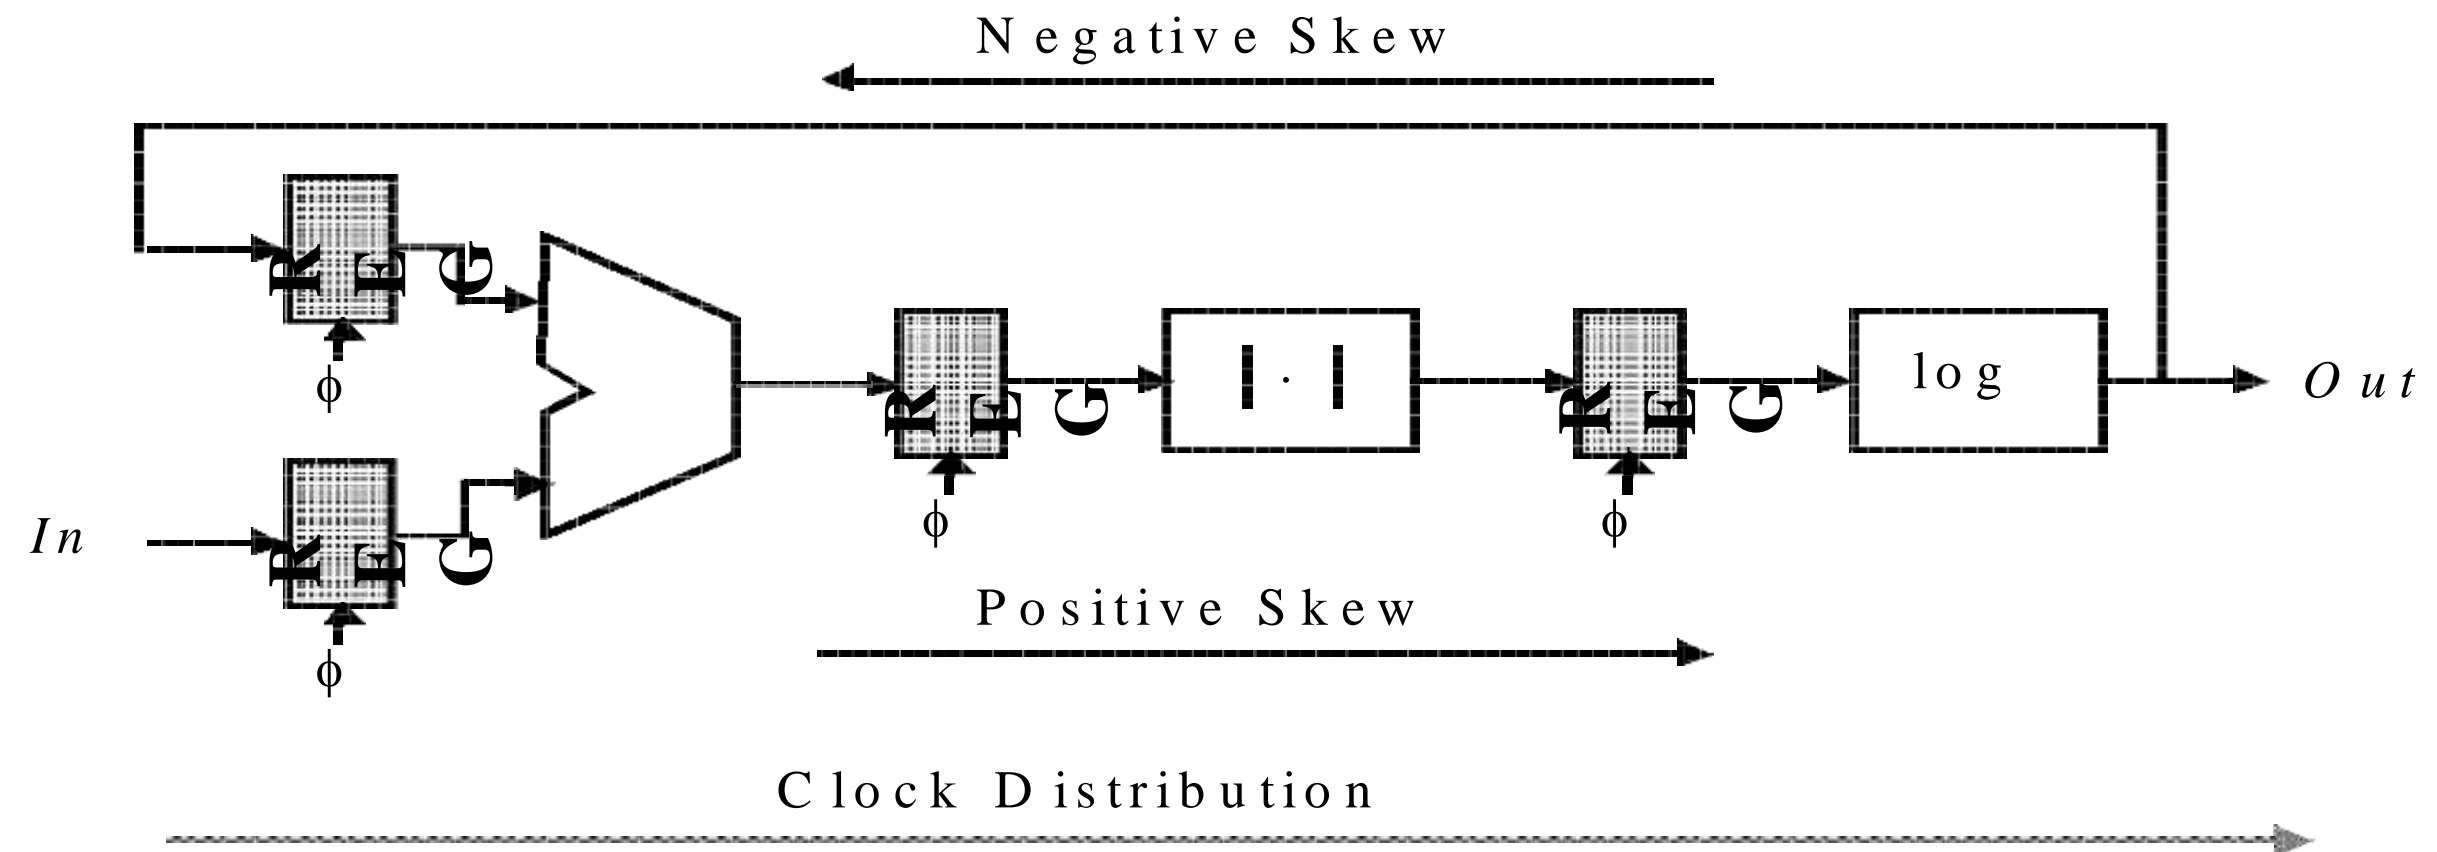 Negative Skew
REG
φ
REG
φ
In
REG
φ
| · |
REG
φ
log
Out
Positive Skew
Clock Distribution